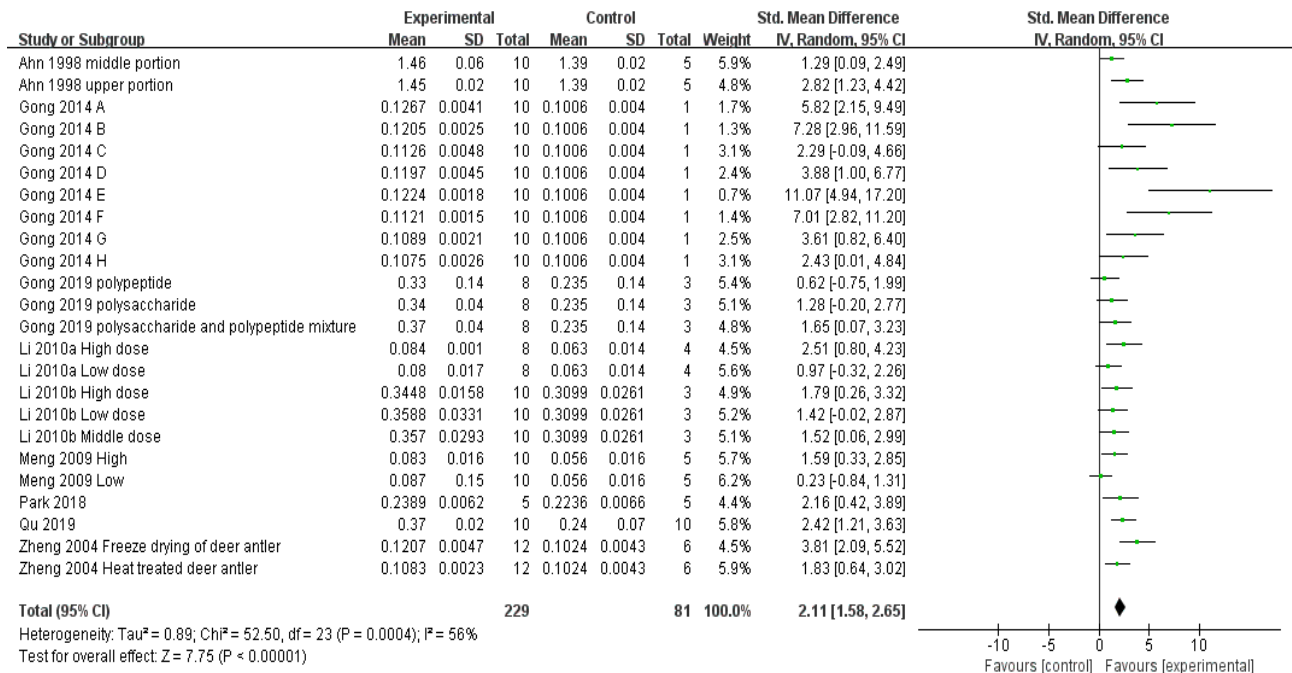 Experimental Control Std. Mean Difference Std. Mean Difference
Study or Subgroup Mean SD Total Mean SD Total Weight IV, Random, 95% CI IV, Random, 95% CI
Ahn 1998 middle portion 1.46 0.06 10 1.39 0.02 5 5.9% 1.29 [0.09, 2.49]
Ahn 1998 upper portion 1.45 0.02 10 1.39 0.02 5 4.8% 2.82 [1.23, 4.42]
Gong 2014 A 0.1267 0.0041 10 0.1006 0.004 1 1.7% 5.82 [2.15, 9.49]
Gong 2014 B 0.1205 0.0025 10 0.1006 0.004 1 1.3% 7.28 [2.96, 11.59]
Gong 2014 C 0.1126 0.0048 10 0.1006 0.004 1 3.1% 2.29 [-0.09, 4.66]
Gong 2014 D 0.1197 0.0045 10 0.1006 0.004 1 2.4% 3.88 [1.00, 6.77]
Gong 2014 E 0.1224 0.0018 10 0.1006 0.004 1 0.7% 11.07 [4.94, 17.20]
Gong 2014 F 0.1121 0.0015 10 0.1006 0.004 1 1.4% 7.01 [2.82, 11.20]
Gong 2014 G 0.1089 0.0021 10 0.1006 0.004 1 2.5% 3.61 [0.82, 6.40]
Gong 2014 H 0.1075 0.0026 10 0.1006 0.004 1 3.1% 2.43 [0.01, 4.84]
Gong 2019 polypeptide 0.33 0.14 8 0.235 0.14 3 5.4% 0.62 [-0.75, 1.99]
Gong 2019 polysaccharide 0.34 0.04 8 0.235 0.14 3 5.1% 1.28 [-0.20, 2.77]
Gong 2019 polysaccharide and polypeptide mixture 0.37 0.04 8 0.235 0.14 3 4.8% 1.65 [0.07, 3.23]
Li 2010a High dose 0.084 0.001 8 0.063 0.014 4 4.5% 2.51 [0.80, 4.23]
Li 2010a Low dose 0.08 0.017 8 0.063 0.014 4 5.6% 0.97 [-0.32, 2.26]
Li 2010b High dose 0.3448 0.0158 10 0.3099 0.0261 3 4.9% 1.79 [0.26, 3.32]
Li 2010b Low dose 0.3588 0.0331 10 0.3099 0.0261 3 5.2% 1.42 [-0.02, 2.87]
Li 2010b Middle dose 0.357 0.0293 10 0.3099 0.0261 3 5.1% 1.52 [0.06, 2.99]
Meng 2009 High 0.083 0.016 10 0.056 0.016 5 5.7% 1.59 [0.33, 2.85]
Meng 2009 Low 0.087 0.15 10 0.056 0.016 5 6.2% 0.23 [-0.84, 1.31]
Park 2018 0.2389 0.0062 5 0.2236 0.0066 5 4.4% 2.16 [0.42, 3.89]
Qu 2019 0.37 0.02 10 0.24 0.07 10 5.8% 2.42 [1.21, 3.63]
Zheng 2004 Freeze drying of deer antler 0.1207 0.0047 12 0.1024 0.0043 6 4.5% 3.81 [2.09, 5.52]
Zheng 2004 Heat treated deer antler 0.1083 0.0023 12 0.1024 0.0043 6 5.9% 1.83 [0.64, 3.02]
Total (95% CI) 229 81 100.0% 2.11 [1.58, 2.65]
Heterogeneity: Tau² = 0.89; Chi² = 52.50, df = 23 (P = 0.0004); I² = 56%
Test for overall effect: Z = 7.75 (P < 0.00001)
-10 -5 0 5 10
Favours [control] Favours [experimental]